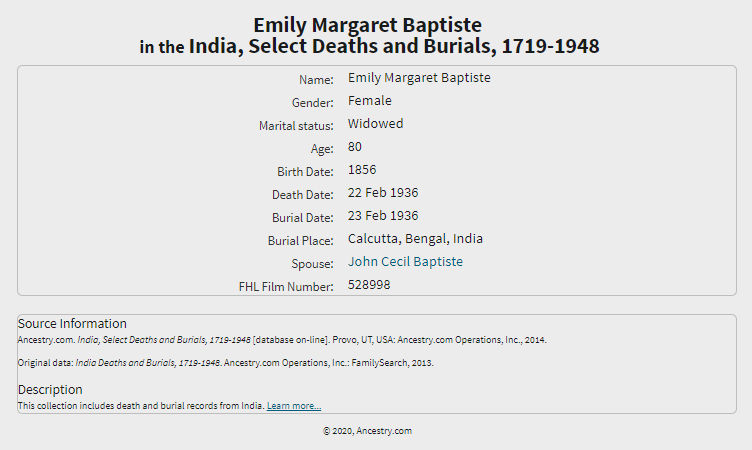 Emily Margaret Baptiste
in the India, Select Deaths and Burials, 1719-1948
Name: Emily Margaret Baptiste
Gender: Female
Marital status: Widowed
Age: 80
Birth Date: 1856
Death Date: 22 Feb 1936
Burial Date: 23 Feb 1936
Burial Place: Calcutta, Bengal, India
Spouse: John Cecil Baptiste
FHL Film Number: 528998
Source Information
Ancestry.com. India, Select Deaths and Burials, 1719-1948 [database on-line]. Provo, UT, USA: Ancestry.com Operations, Inc., 2014.
Original data: India Deaths and Burials, 1719-1948. Ancestry.com Operations, Inc.: FamilySearch, 2013.
Description
This collection includes death and burial records from India. Learn more...
© 2020, Ancestry.com